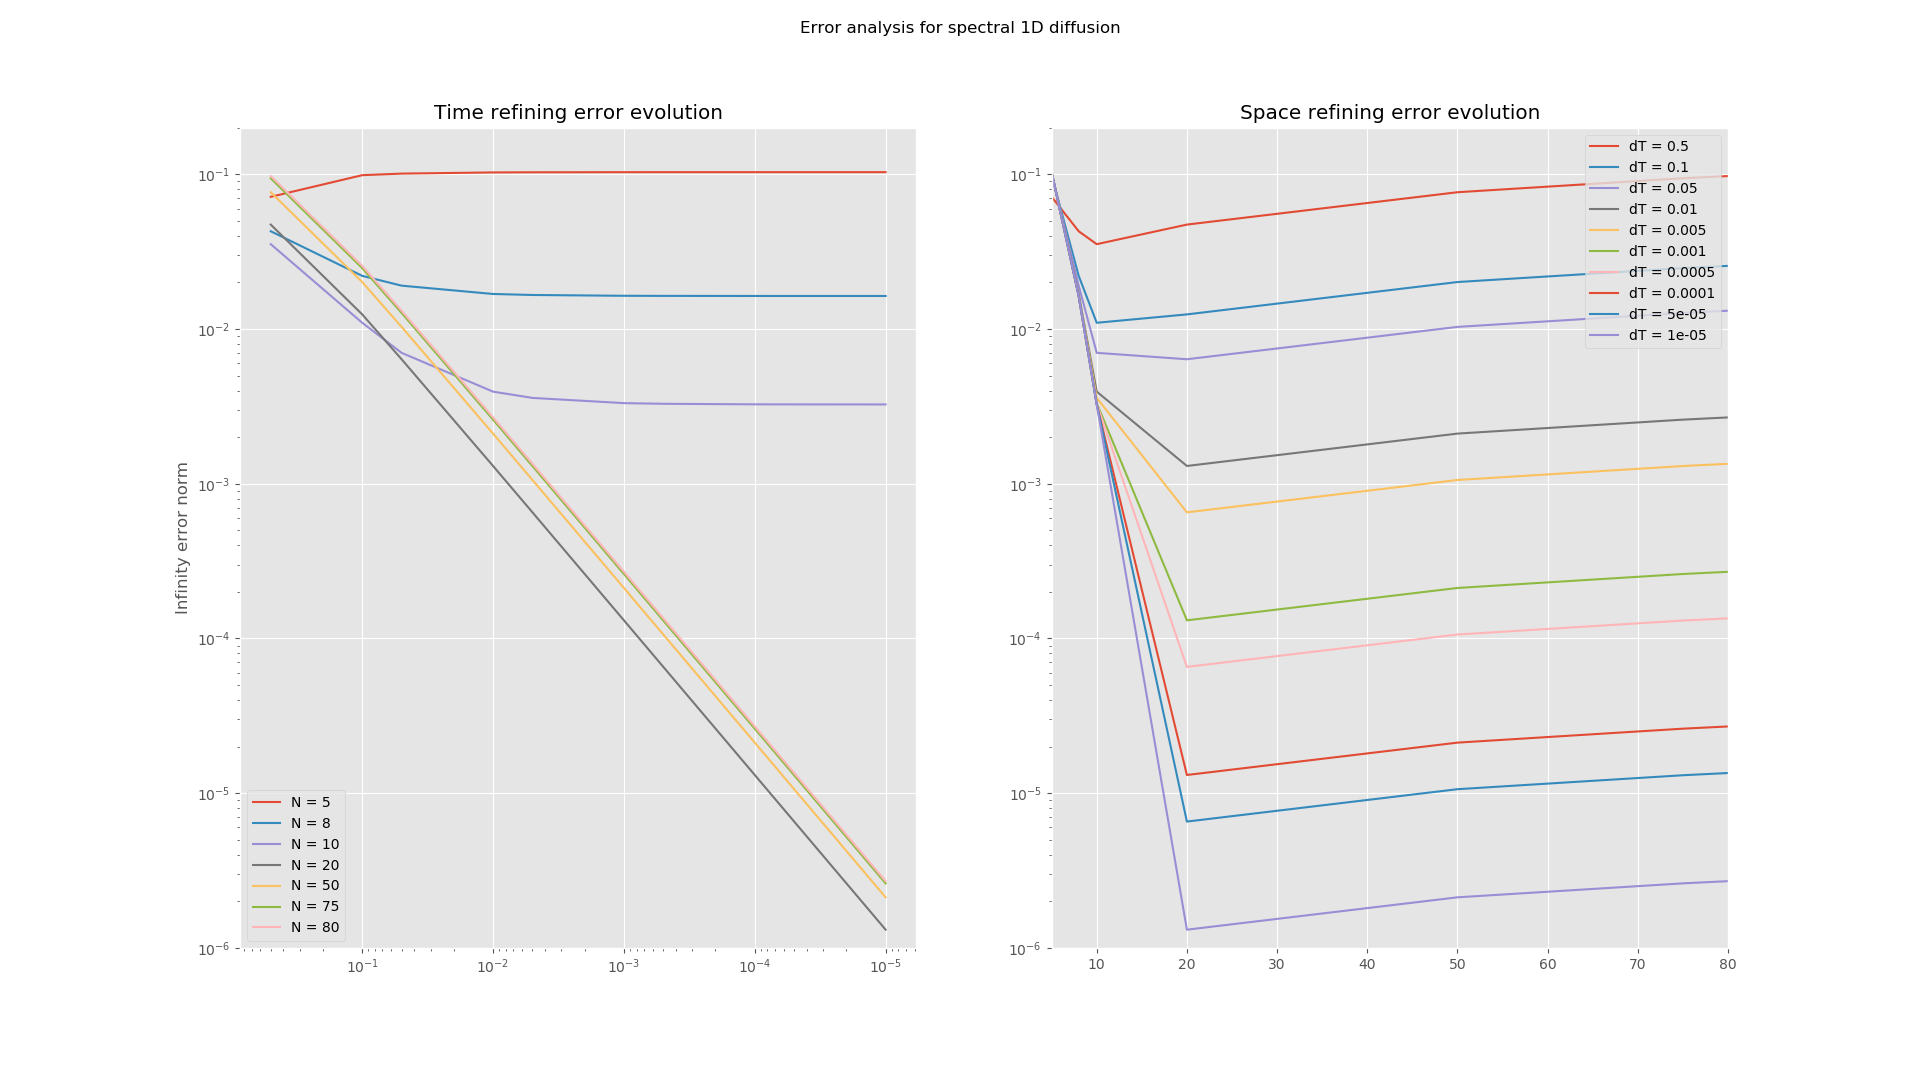 Error analysis for spectral 1D diffusion
Time refining error evolution
Infinity error norm
10⁻¹
10⁻²
10⁻³
10⁻⁴
10⁻⁵
10⁻⁶
10⁻¹ 10⁻² 10⁻³ 10⁻⁴ 10⁻⁵
N = 5
N = 8
N = 10
N = 20
N = 50
N = 75
N = 80
Space refining error evolution
10⁻¹
10⁻²
10⁻³
10⁻⁴
10⁻⁵
10⁻⁶
10 20 30 40 50 60 70 80
dT = 0.5
dT = 0.1
dT = 0.05
dT = 0.01
dT = 0.005
dT = 0.001
dT = 0.0005
dT = 0.0001
dT = 5e-05
dT = 1e-05